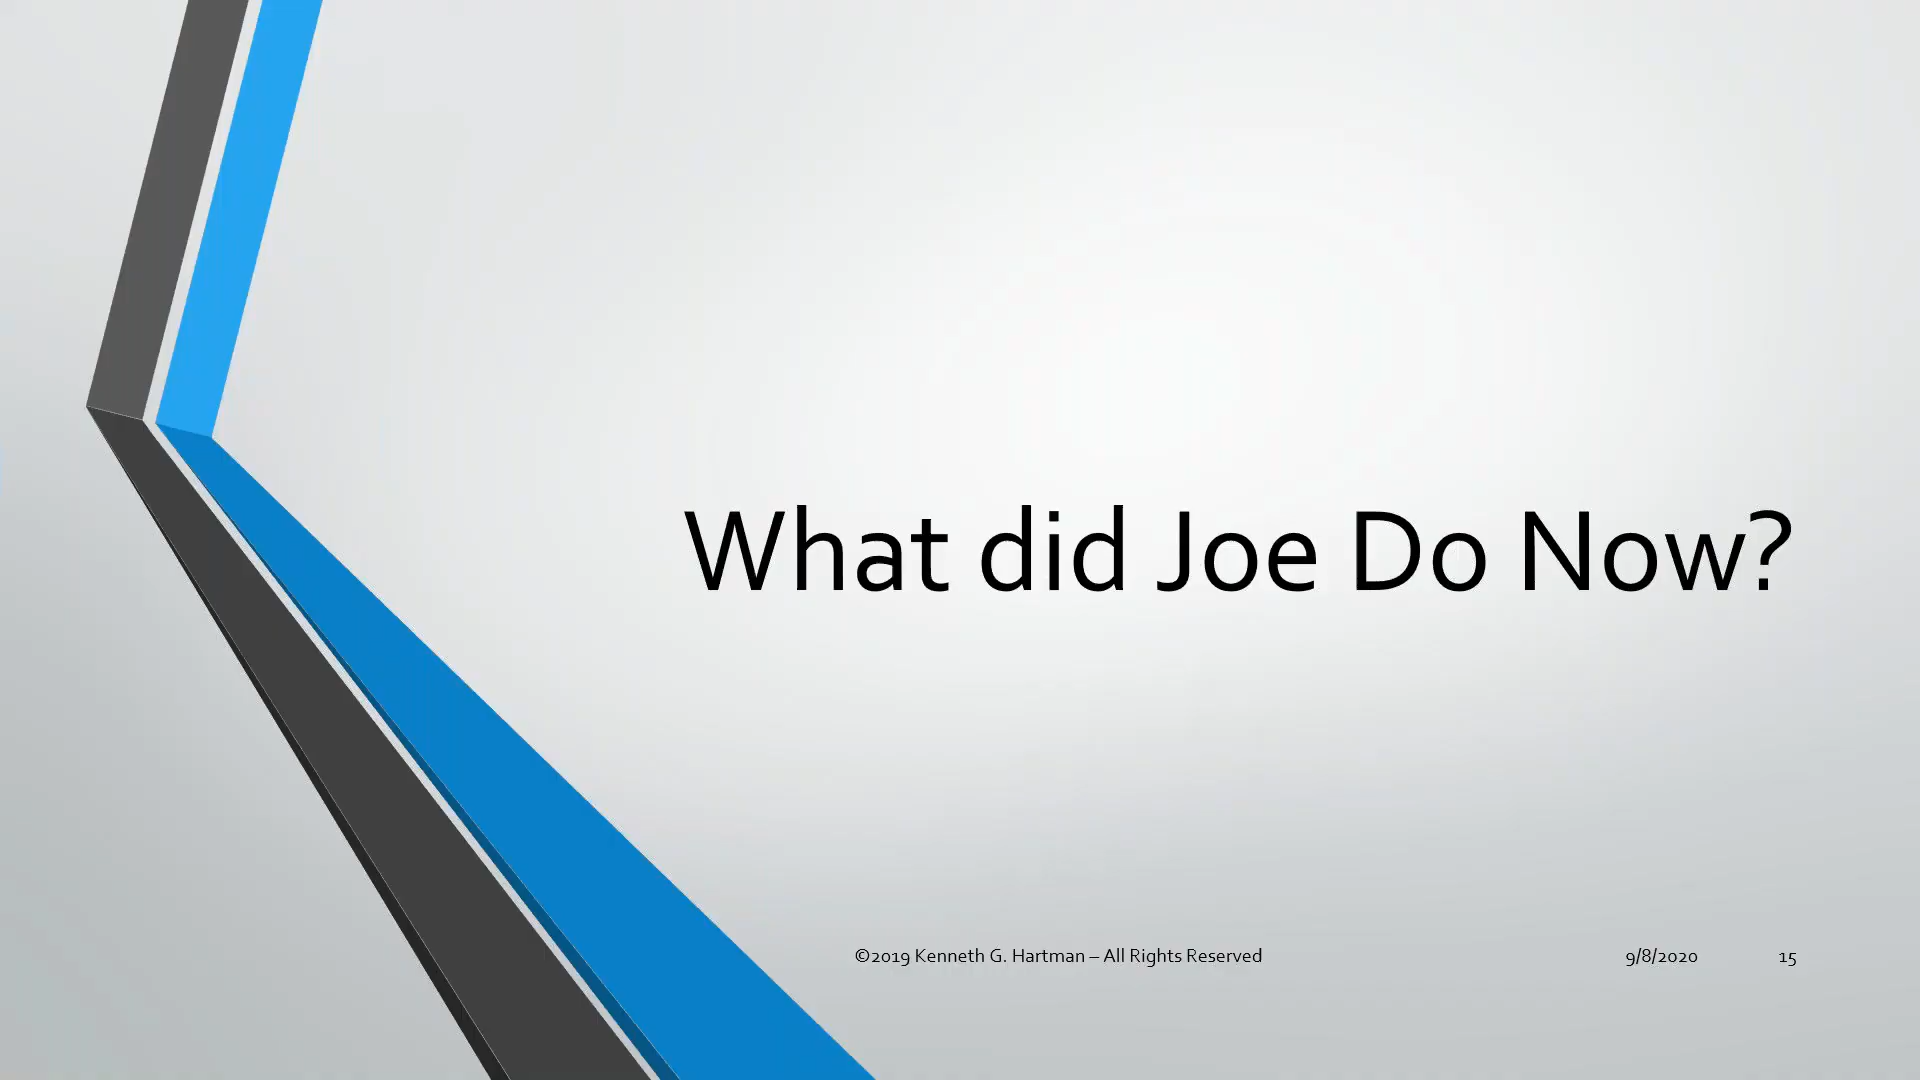 What did Joe Do Now?
©2019 Kenneth G. Hartman – All Rights Reserved 9/8/2020 15